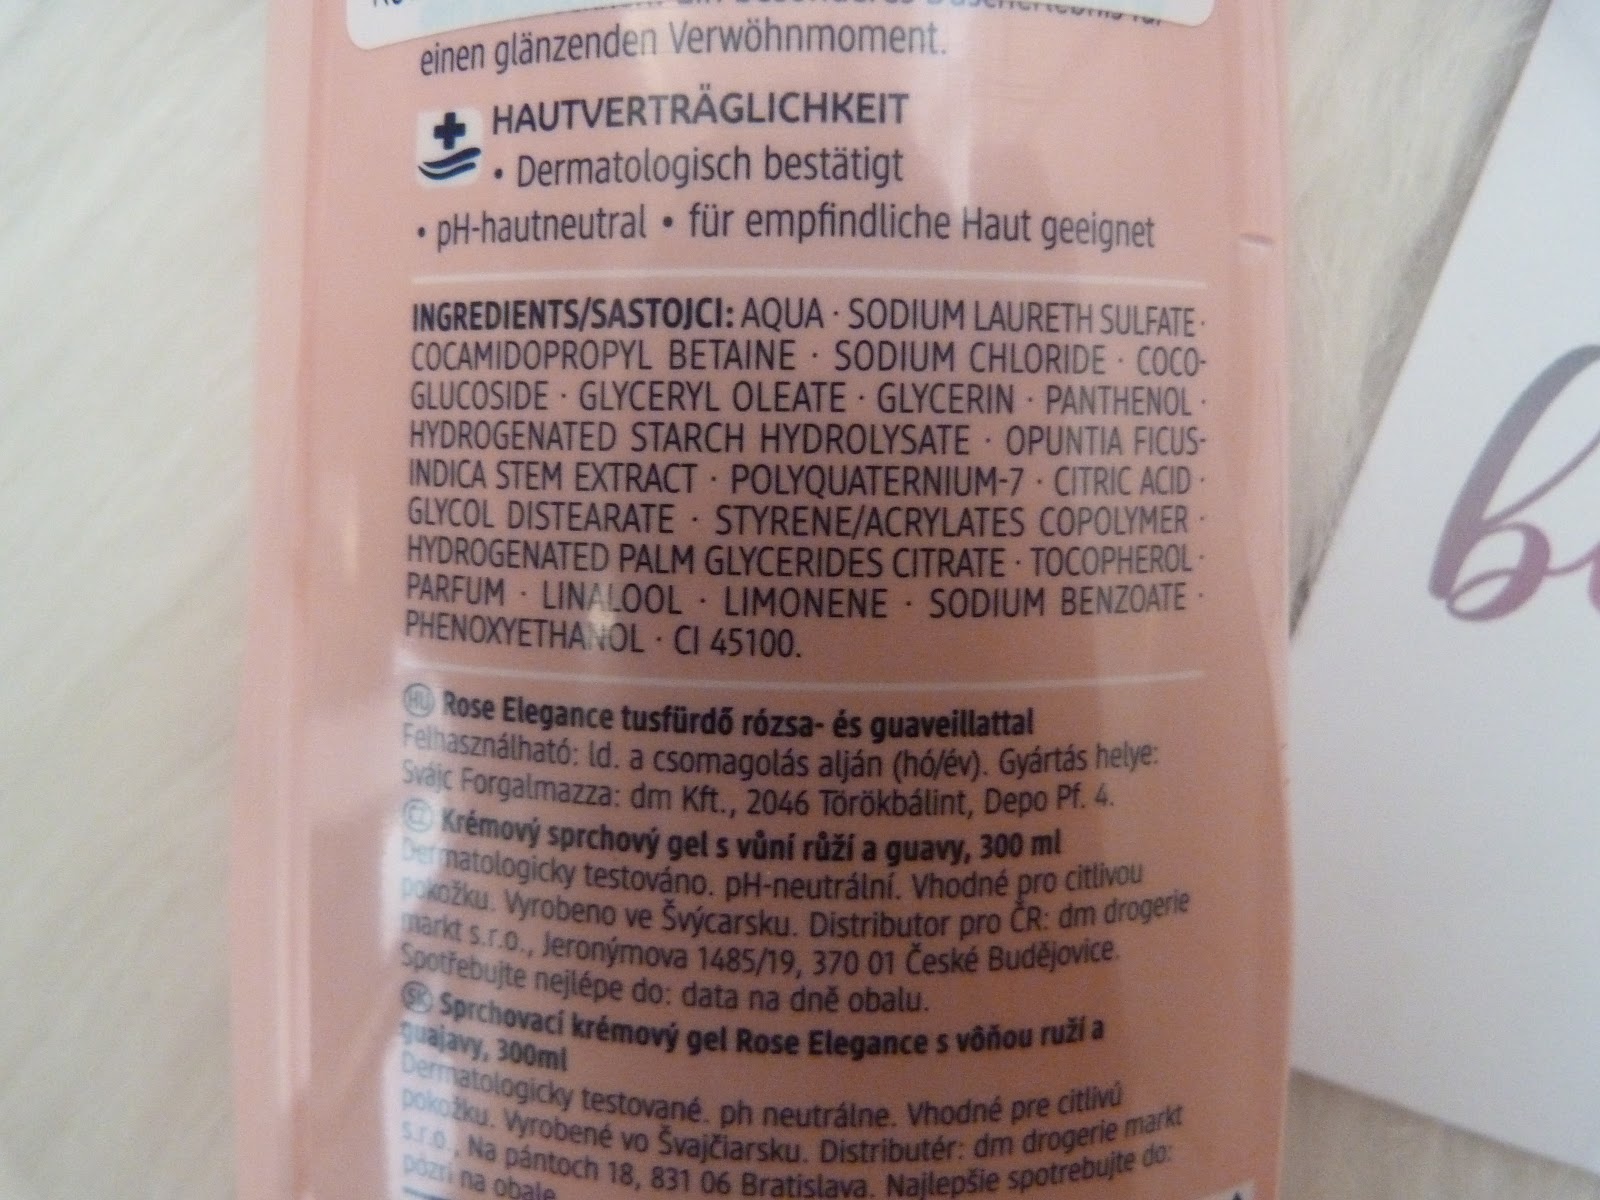 einen glänzenden Verwöhnmoment.
HAUTVERTRÄGLICHKEIT
• Dermatologisch bestätigt
• pH-hautneutral • für empfindliche Haut geeignet
INGREDIENTS/SASTOJCI: AQUA · SODIUM LAURETH SULFATE ·
COCAMIDOPROPYL BETAINE · SODIUM CHLORIDE · COCO-
GLUCOSIDE · GLYCERYL OLEATE · GLYCERIN · PANTHENOL ·
HYDROGENATED STARCH HYDROLYSATE · OPUNTIA FICUS-
INDICA STEM EXTRACT · POLYQUATERNIUM-7 · CITRIC ACID ·
GLYCOL DISTEARATE · STYRENE/ACRYLATES COPOLYMER ·
HYDROGENATED PALM GLYCERIDES CITRATE · TOCOPHEROL ·
PARFUM · LINALOOL · LIMONENE · SODIUM BENZOATE ·
PHENOXYETHANOL · CI 45100.
HU Rose Elegance tusfürdő rózsa- és guaveillattal
Felhasználható: ld. a csomagolás alján (hó/év). Gyártás helye:
Svájc Forgalmazza: dm Kft., 2046 Törökbálint, Depo Pf. 4.
CZ Krémový sprchový gel s vůní růží a guavy, 300 ml
Dermatologicky testováno. pH-neutrální. Vhodné pro citlivou
pokožku. Vyrobeno ve Švýcarsku. Distributor pro ČR: dm drogerie
markt s.r.o., Jeronýmova 1485/19, 370 01 České Budějovice.
Spotřebujte nejlépe do: data na dně obalu.
SK Sprchovací krémový gel Rose Elegance s vôňou ruží a
guajavy, 300ml
Dermatologicky testované. ph neutrálne. Vhodné pre citlivú
pokožku. Vyrobené vo Švajčiarsku. Distributér: dm drogerie markt
s.r.o., Na pántoch 18, 831 06 Bratislava. Najlepšie spotrebujte do:
pozri na obale